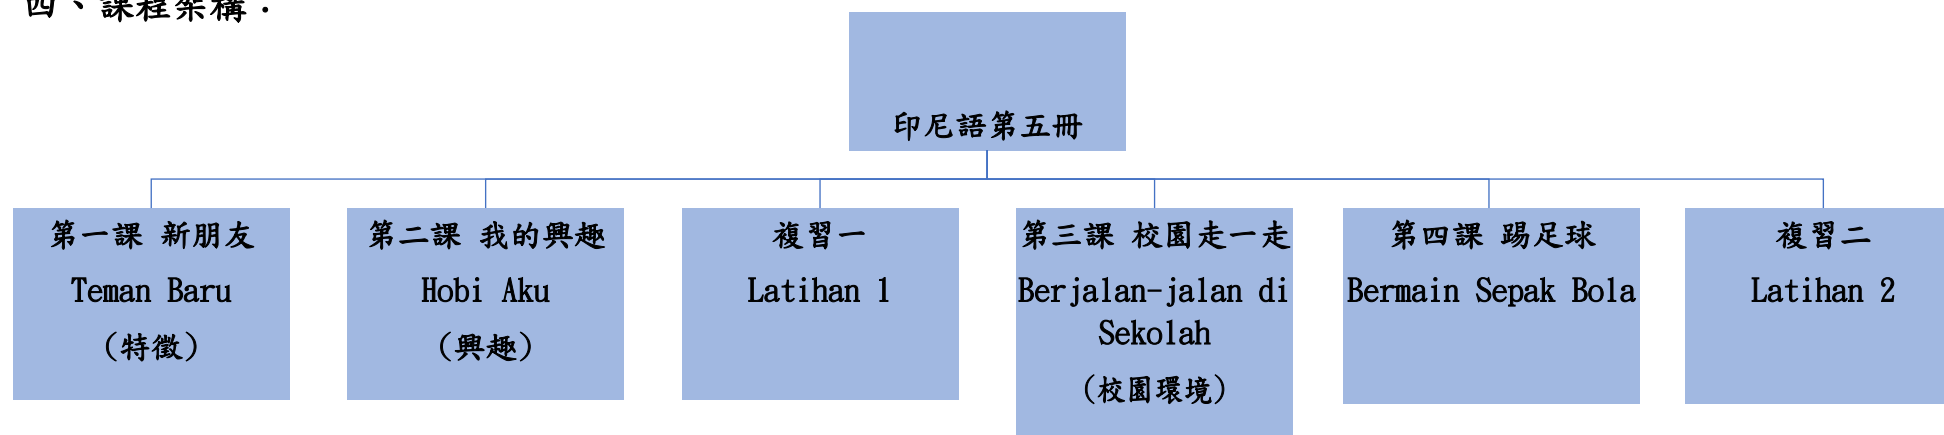 四、課程架構：
印尼語第五冊
第一課 新朋友
Teman Baru
(特徵)
第二課 我的興趣
Hobi Aku
(興趣)
複習一
Latihan 1
第三課 校園走一走
Berjalan-jalan di
Sekolah
(校園環境)
第四課 踢足球
Bermain Sepak Bola
複習二
Latihan 2